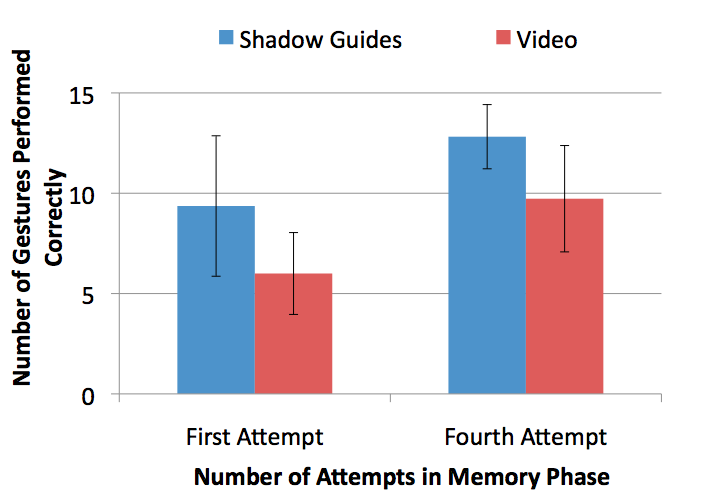 Shadow Guides
Video
Number of Gestures Performed
Correctly
15
10
5
0
First Attempt
Fourth Attempt
Number of Attempts in Memory Phase